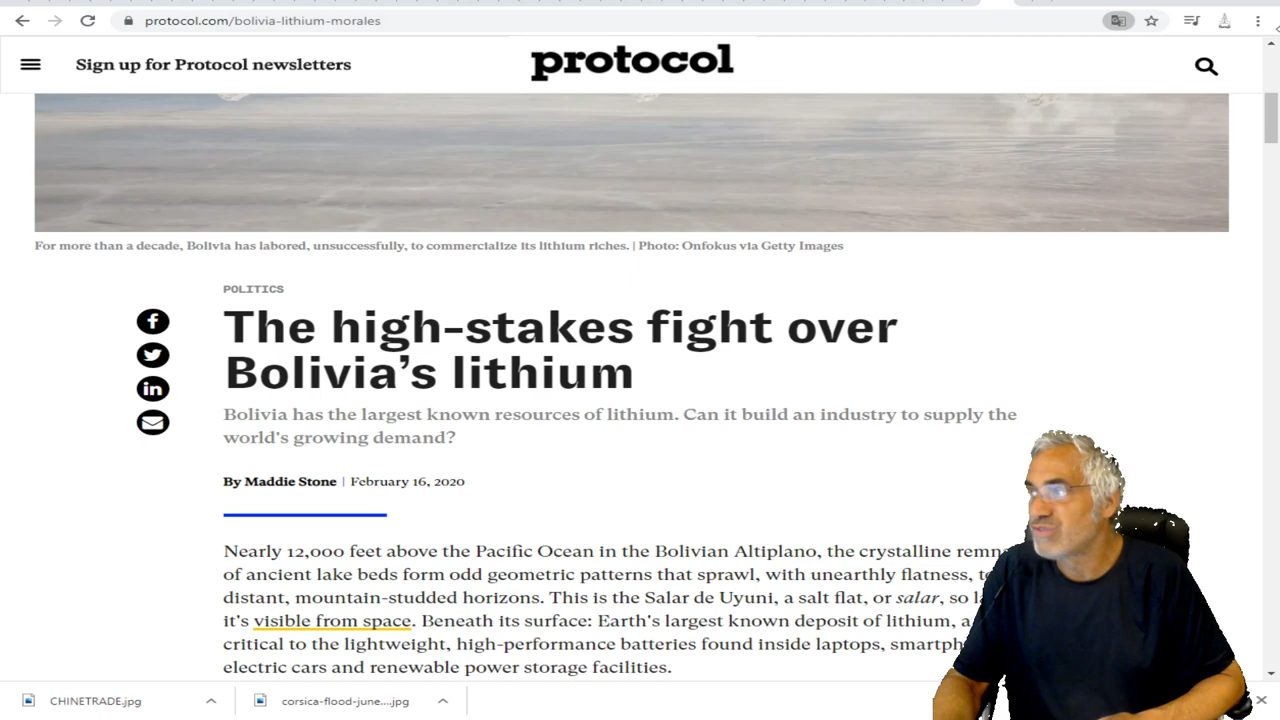 protocol.com/bolivia-lithium-morales
Sign up for Protocol newsletters
protocol
For more than a decade, Bolivia has labored, unsuccessfully, to commercialize its lithium riches. | Photo: Onfokus via Getty Images
POLITICS
The high-stakes fight over
Bolivia's lithium
Bolivia has the largest known resources of lithium. Can it build an industry to supply the
world's growing demand?
By Maddie Stone | February 16, 2020
Nearly 12,000 feet above the Pacific Ocean in the Bolivian Altiplano, the crystalline
of ancient lake beds form odd geometric patterns that sprawl, with unearthly flatness,
distant, mountain-studded horizons. This is the Salar de Uyuni, a salt flat, or salar, so
it's visible from space. Beneath its surface: Earth's largest known deposit of lithium,
critical to the lightweight, high-performance batteries found inside laptops,
electric cars and renewable power storage facilities.
CHINETRADE.jpg
corsica-flood-june....jpg